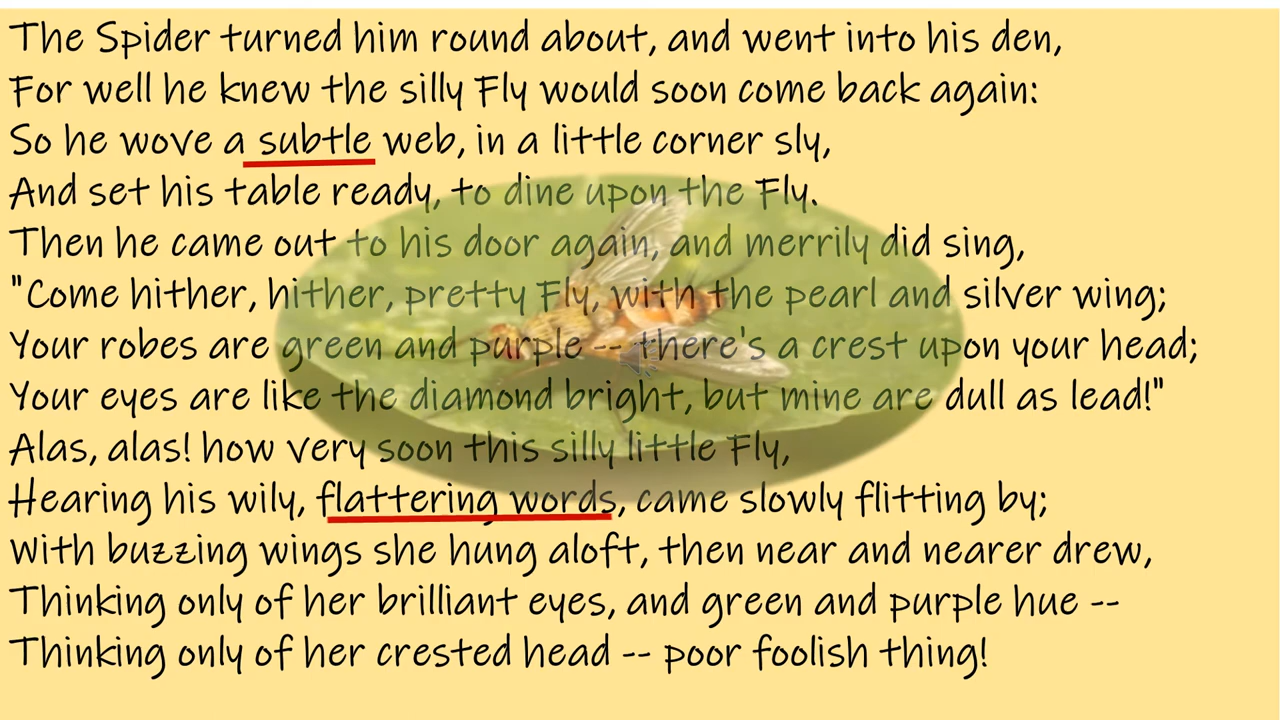 The Spider turned him round about, and went into his den,
For well he knew the silly Fly would soon come back again:
So he wove a subtle web, in a little corner sly,
And set his table ready, to dine upon the Fly.
Then he came out to his door again, and merrily did sing,
"Come hither, hither, pretty Fly, with the pearl and silver wing;
Your robes are green and purple -- there's a crest upon your head;
Your eyes are like the diamond bright, but mine are dull as lead!"
Alas, alas! how very soon this silly little Fly,
Hearing his wily, flattering words, came slowly flitting by;
With buzzing wings she hung aloft, then near and nearer drew,
Thinking only of her brilliant eyes, and green and purple hue --
Thinking only of her crested head -- poor foolish thing!